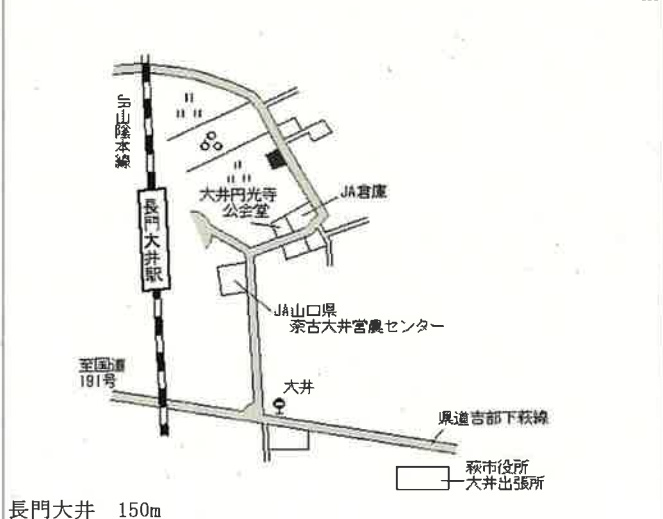 JR山陰本線
長門大井駅
大井円光寺
公会堂
JA倉庫
JA山口県
奈古大井営農センター
至国道
191号
大井
県道吉部下萩線
萩市役所
大井出張所
長門大井　150m